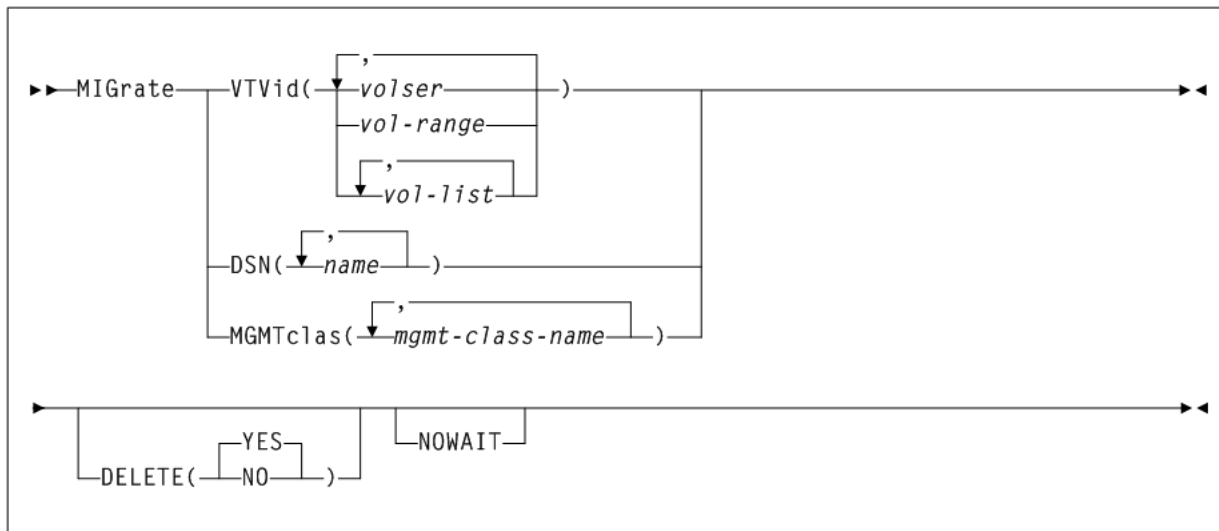 ,
MIGrate VTVid( volser )
vol-range
,
vol-list
,
DSN( name )
,
MGMTclas( mgmt-class-name )
YES
DELETE( NO ) NOWAIT